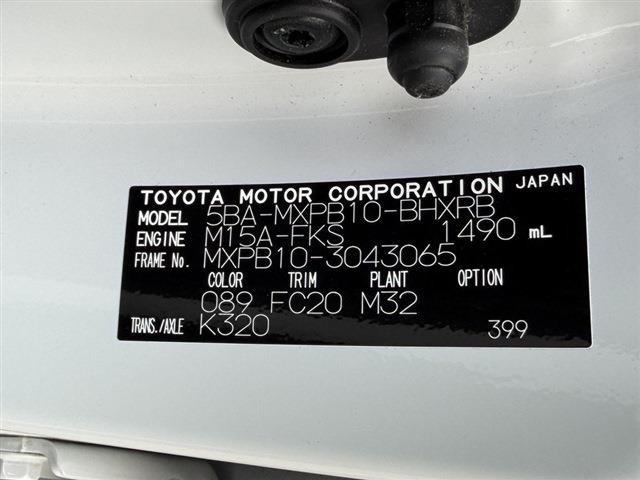 TOYOTA MOTOR CORPORATION JAPAN
MODEL 5BA-MXPB10-BHXRB
ENGINE M15A-FKS 1490 mL
FRAME No. MXPB10-3043065
COLOR TRIM PLANT OPTION
089 FC20 M32
TRANS./AXLE K320 399